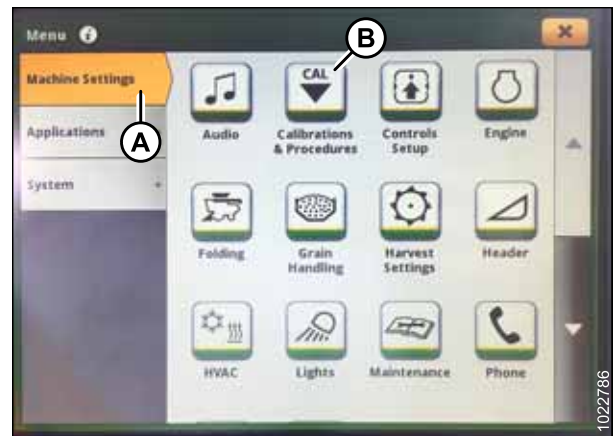 Menu i
B
Machine Settings
A
Applications
System +
CAL
Audio
Calibrations
& Procedures
Controls
Setup
Engine
Folding
Grain
Handling
Harvest
Settings
Header
HVAC
Lights
Maintenance
Phone
1022786